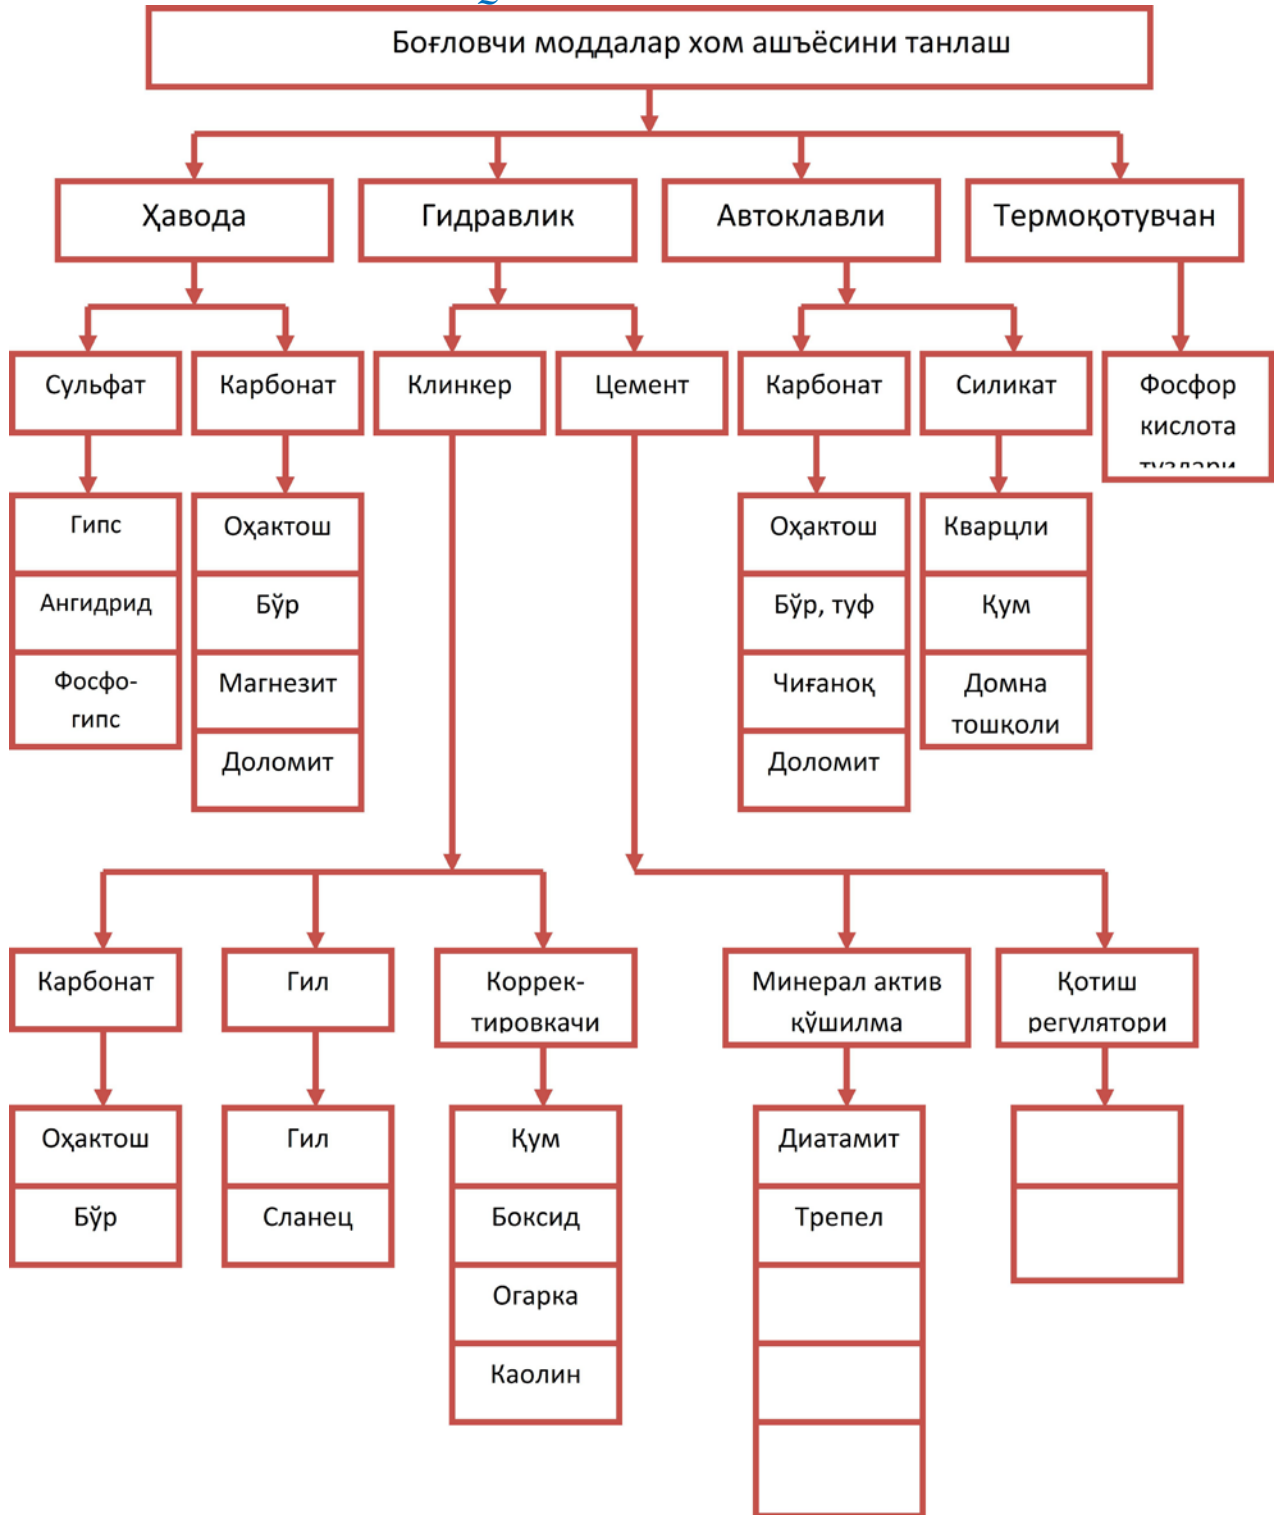 Боғловчи моддалар хом ашъёсини танлаш
Ҳавода
Гидравлик
Автоклавли
Термоқотувчан
Сульфат
Карбонат
Клинкер
Цемент
Карбонат
Силикат
Фосфор
кислота
тузлари
Гипс
Ангидрид
Фосфо-
гипс
Оҳактош
Бўр
Магнезит
Доломит
Оҳактош
Бўр, туф
Чиғаноқ
Доломит
Кварцли
Қум
Домна
тошқоли
Карбонат
Гил
Коррек-
тировкачи
Минерал актив
қўшилма
Қотиш
регулятори
Оҳактош
Бўр
Гил
Сланец
Қум
Боксид
Огарка
Каолин
Диатамит
Трепел